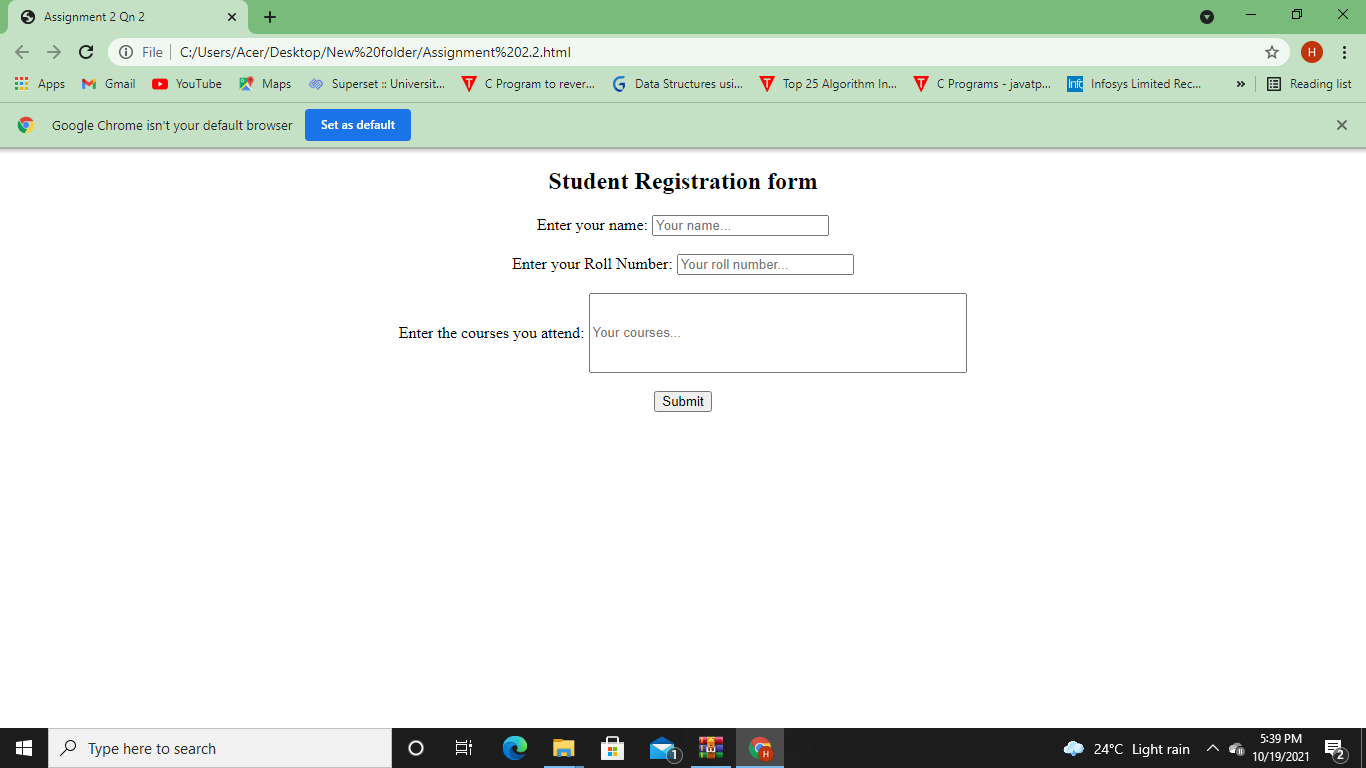 Assignment 2 Qn 2
File C:/Users/Acer/Desktop/New%20folder/Assignment%202.2.html
H
Apps Gmail YouTube Maps Superset :: Universit... C Program to rever... Data Structures usi... Top 25 Algorithm In... C Programs - javatp... Infosys Limited Rec... » Reading list
Google Chrome isn't your default browser Set as default
Student Registration form
Enter your name: Your name...
Enter your Roll Number: Your roll number...
Enter the courses you attend: Your courses...
Submit
Type here to search
1
H
24°C Light rain
5:39 PM
10/19/2021
2